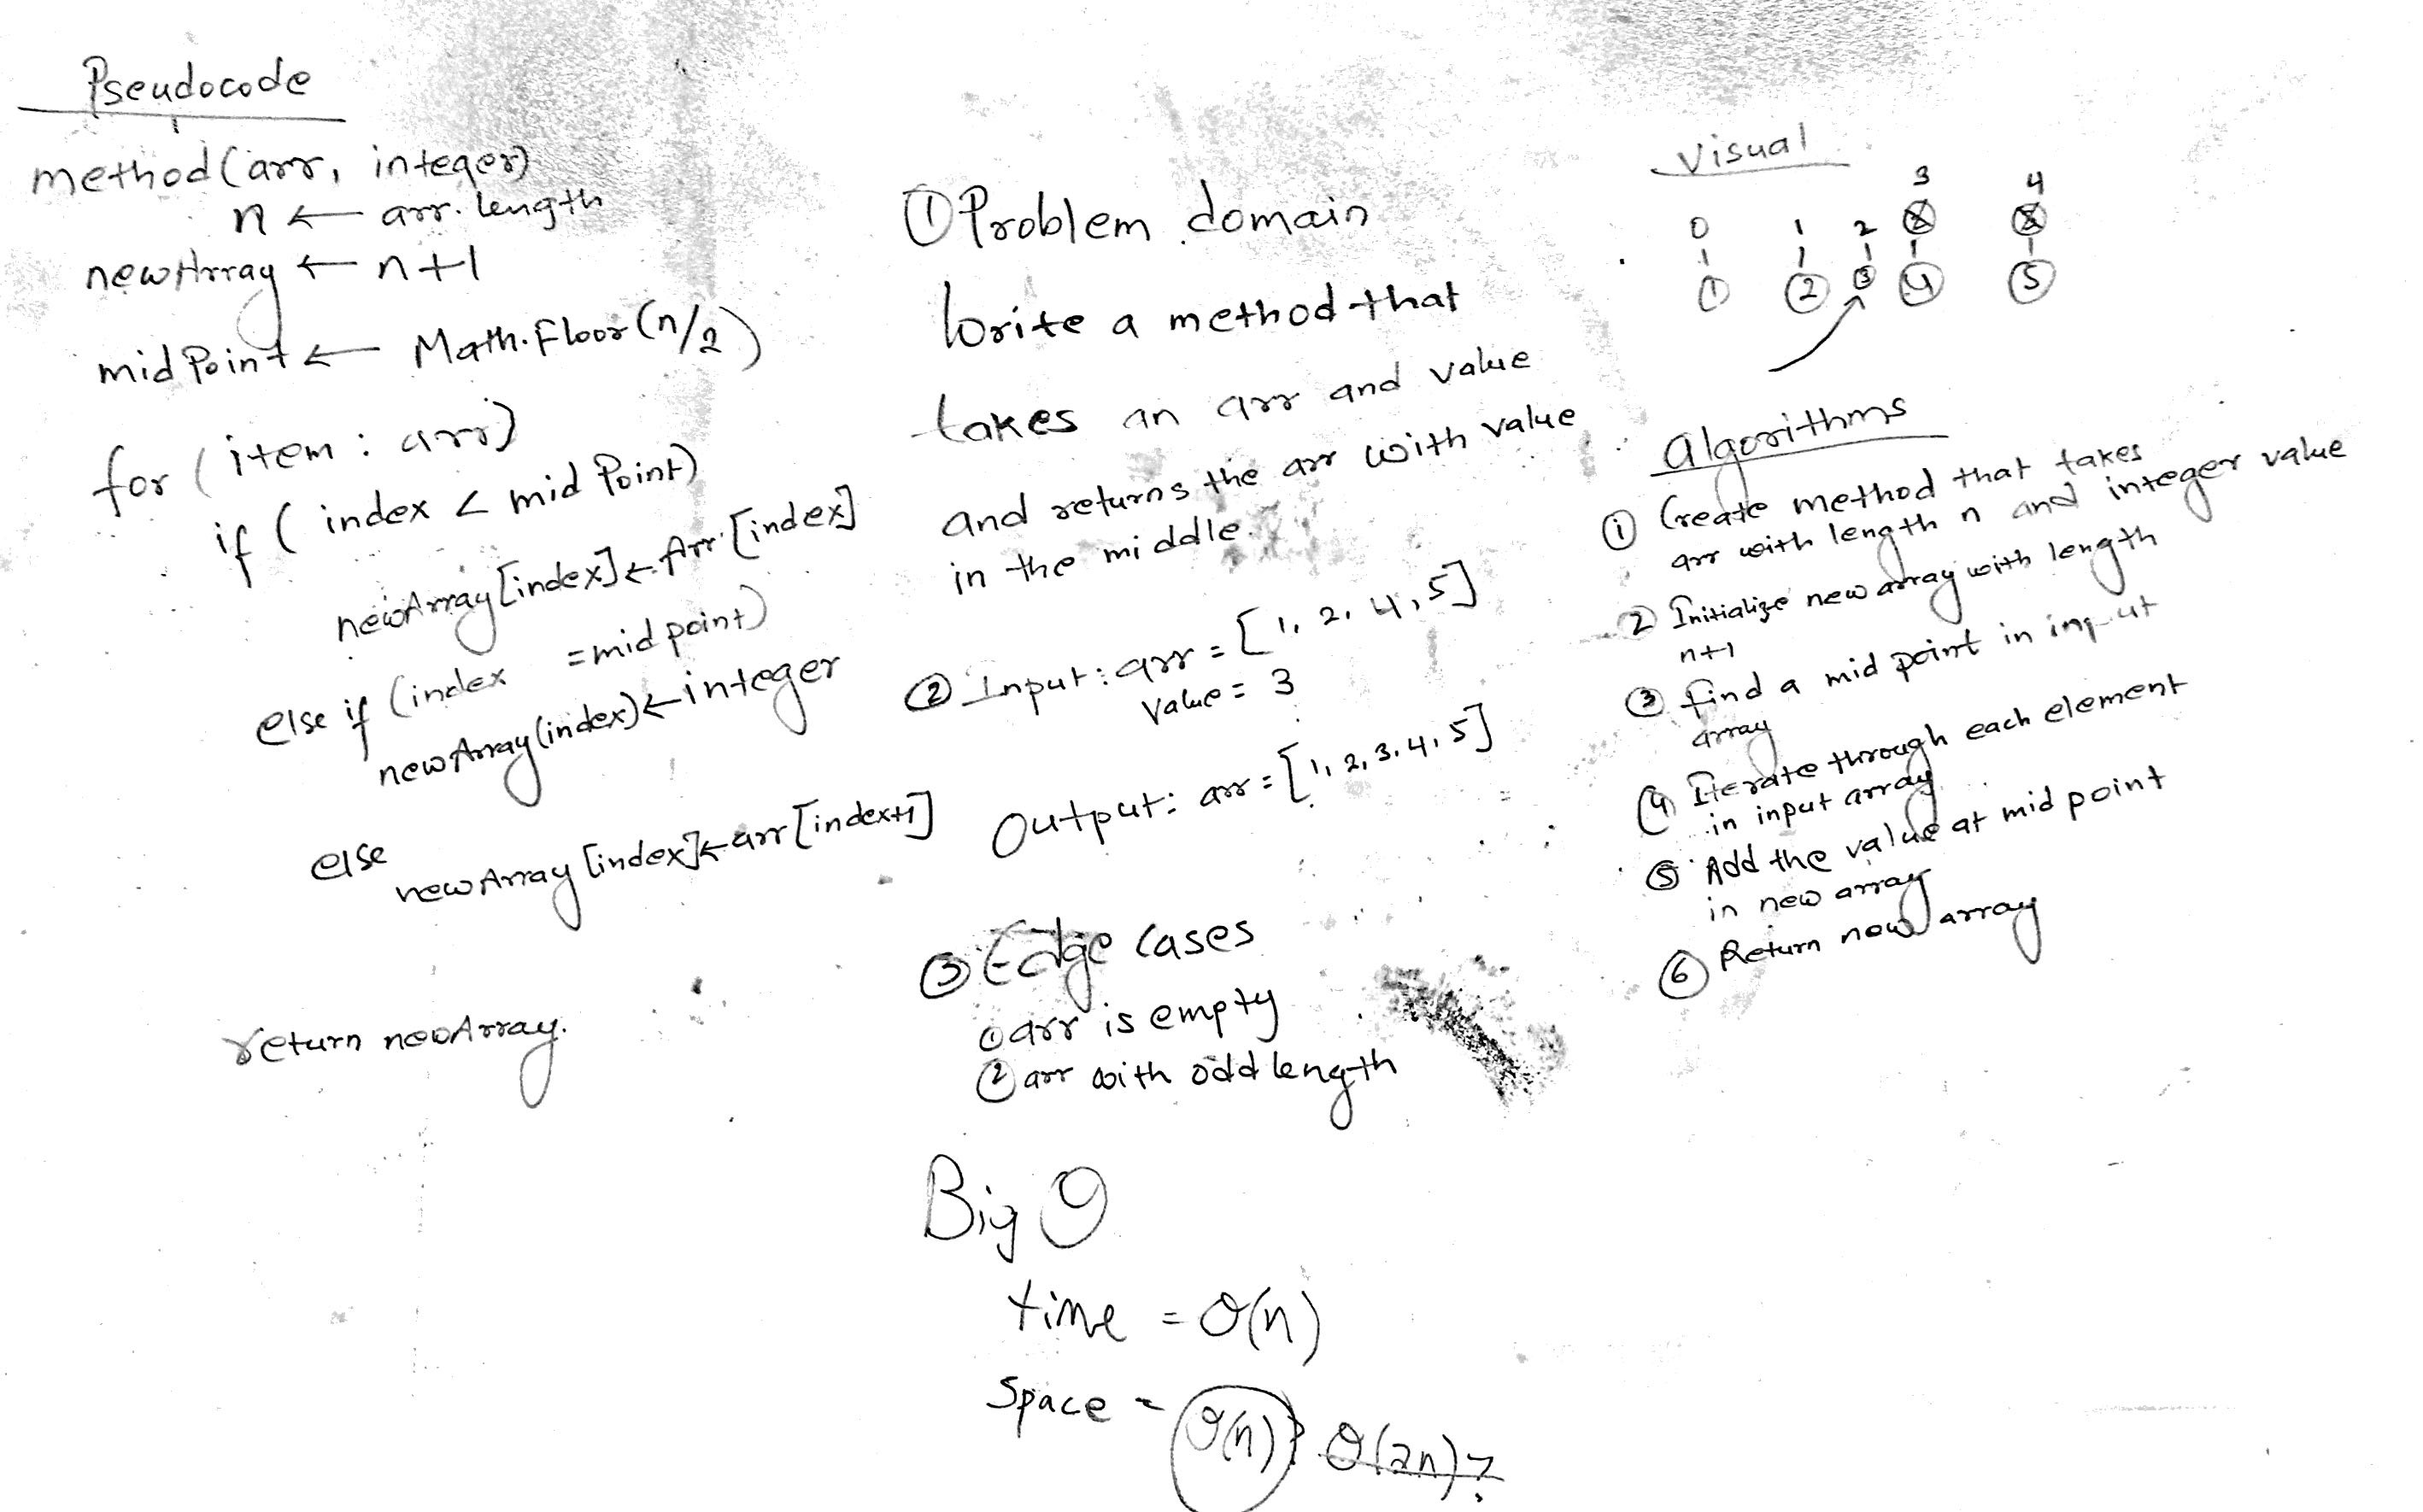 Pseudocode
method(arr, integer)
n ← arr.length
newArray ← n+1
midPoint ← Math.Floor(n/2)
for (item : arr)
if (index < midPoint)
newArray[index] ← Arr[index]
else if (index =midpoint)
newArray(index) ← integer
else
newArray[index] ← arr[index+1]
return newArray.
① Problem domain
Write a method that
takes an arr and value
and returns the arr with value
in the middle.
② Input: arr = [1, 2, 4, 5]
value = 3
Output: arr = [1, 2, 3, 4, 5]
③ Edge cases
① arr is empty
② arr with odd length
Big O
time = O(n)
Space = O(n)? O(2n)?
Visual
3 4
0 1 2
① ② ③ ④ ⑤
Algorithms
① Create method that takes
arr with length n and integer value
2 Initialize new array with length
n+1
③ find a mid point in input
array
④ Iterate through each element
in input array
⑤ Add the value at mid point
in new array
⑥ Return new array